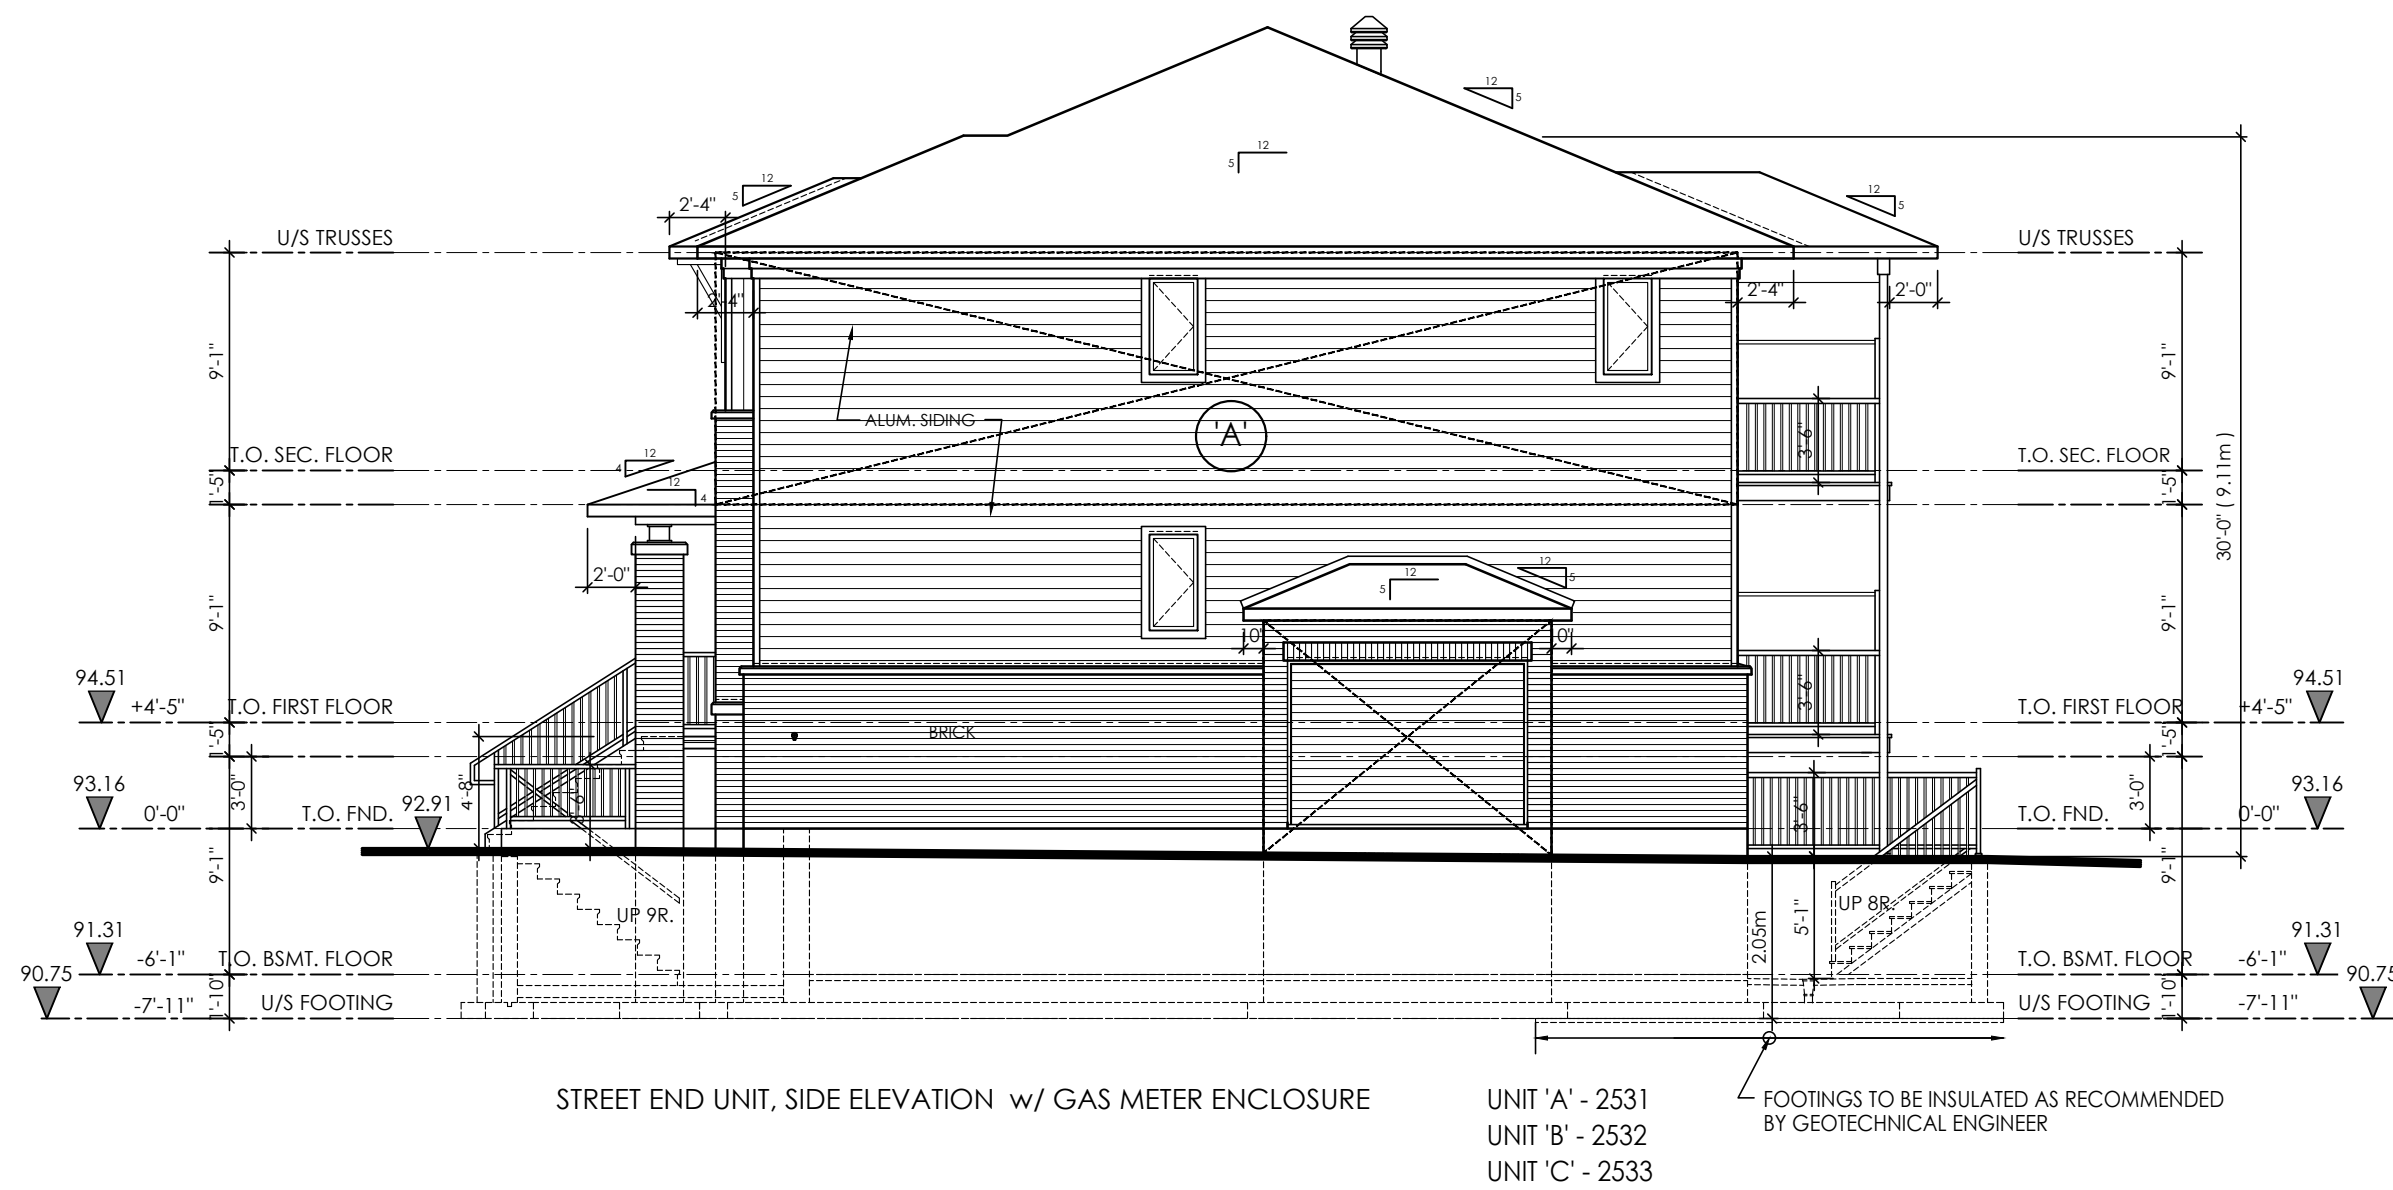 12
5
12
5
12
5
2'-4"
12
5
12
5
U/S TRUSSES
U/S TRUSSES
2'-4"
2'-4"
2'-0"
9'-1"
9'-1"
ALUM. SIDING
'A'
3'-6"
30'-0" ( 9.11m )
T.O. SEC. FLOOR
T.O. SEC. FLOOR
12
4
12
4
1'-5"
1'-5"
2'-0"
12
5
12
5
9'-1"
9'-1"
10"
0"
94.51
+4'-5"
T.O. FIRST FLOOR
3'-6"
T.O. FIRST FLOOR
+4'-5"
94.51
1'-5"
BRICK
1'-5"
93.16
0'-0"
3'-0"
T.O. FND.
92.91
4'-8"
3'-6"
T.O. FND.
3'-0"
0'-0"
93.16
9'-1"
9'-1"
UP 9R.
2.05m
5'-1"
UP 8R.
91.31
-6'-1"
T.O. BSMT. FLOOR
T.O. BSMT. FLOOR
-6'-1"
91.31
90.75
-7'-11"
1'-10"
U/S FOOTING
U/S FOOTING
1'-10"
-7'-11"
90.75
STREET END UNIT, SIDE ELEVATION w/ GAS METER ENCLOSURE
UNIT 'A' - 2531
UNIT 'B' - 2532
UNIT 'C' - 2533
FOOTINGS TO BE INSULATED AS RECOMMENDED
BY GEOTECHNICAL ENGINEER